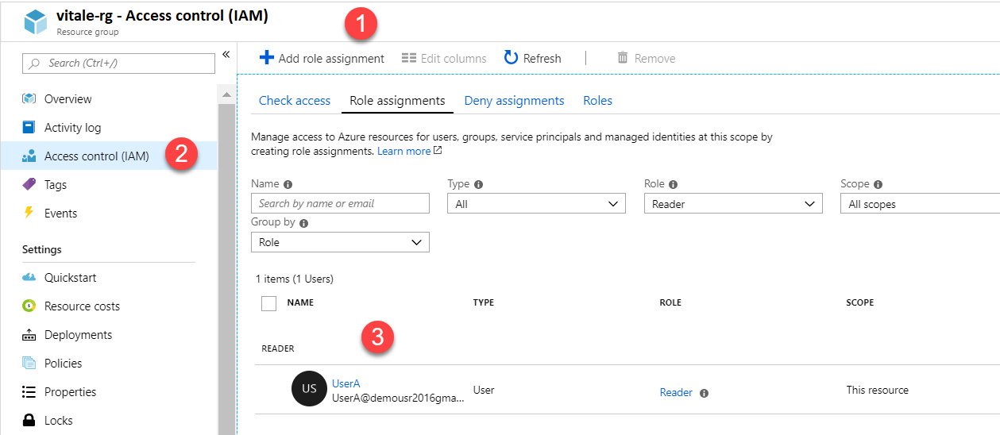 vitale-rg - Access control (IAM)
Resource group
1
Search (Ctrl+/)
«
Overview
Activity log
Access control (IAM)
2
Tags
Events
Settings
Quickstart
Resource costs
Deployments
Policies
Properties
Locks
Add role assignment Edit columns Refresh | Remove
Check access Role assignments Deny assignments Roles
Manage access to Azure resources for users, groups, service principals and managed identities at this scope by
creating role assignments. Learn more
Name Type Role Scope
Search by name or email All Reader All scopes
Group by
Role
1 items (1 Users)
NAME TYPE ROLE SCOPE
3
READER
US UserA User Reader This resource
UserA@demousr2016gma...